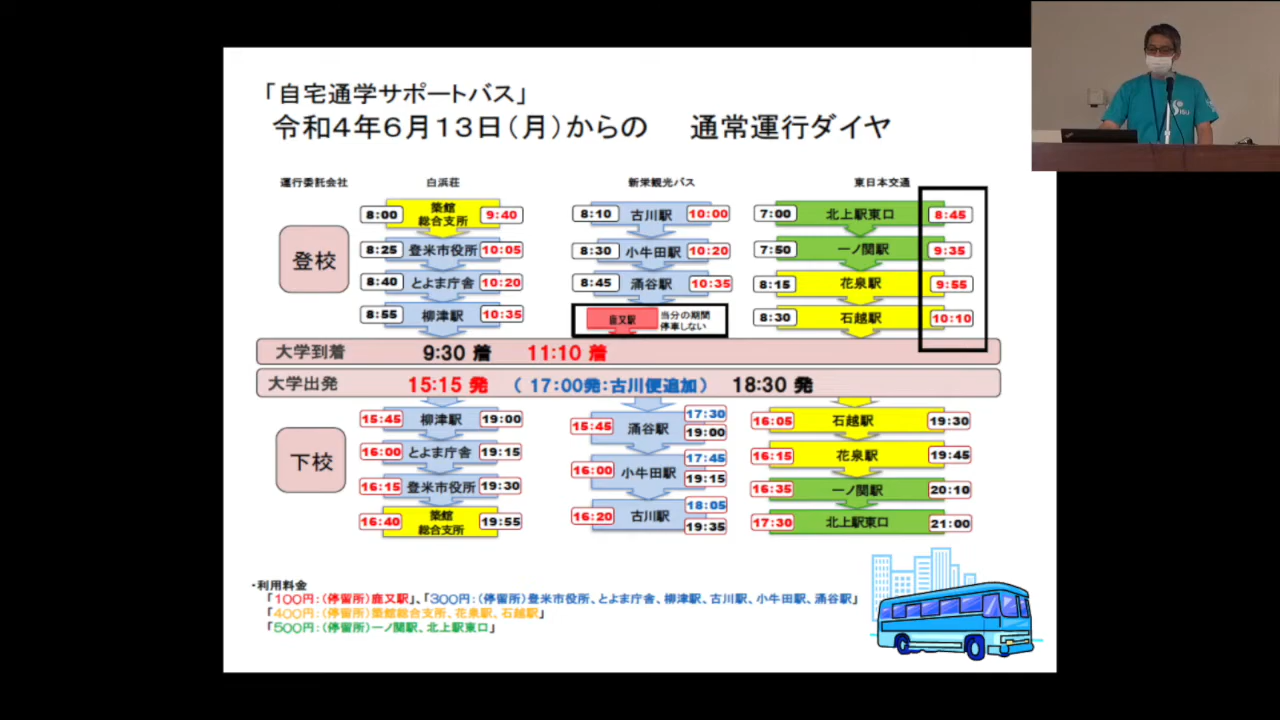 「自宅通学サポートバス」
令和４年６月１３日（月）からの　通常運行ダイヤ
運行委託会社
白浜荘
新栄観光バス
東日本交通
登校
8:00 築館総合支所 9:40
8:25 登米市役所 10:05
8:40 とよま庁舎 10:20
8:55 柳津駅 10:35
8:10 古川駅 10:00
8:30 小牛田駅 10:20
8:45 涌谷駅 10:35
鹿又駅 当分の期間
停車しない
7:00 北上駅東口 8:45
7:50 一ノ関駅 9:35
8:15 花泉駅 9:55
8:30 石越駅 10:10
大学到着 9:30 着 11:10 着
大学出発 15:15 発 （ 17:00発：古川便追加） 18:30 発
下校
15:45 柳津駅 19:00
16:00 とよま庁舎 19:15
16:15 登米市役所 19:30
16:40 築館総合支所 19:55
15:45 涌谷駅 17:30 19:00
16:00 小牛田駅 17:45 19:15
16:20 古川駅 18:05 19:35
16:05 石越駅 19:30
16:15 花泉駅 19:45
16:35 一ノ関駅 20:10
17:30 北上駅東口 21:00
・利用料金
「１００円：（停留所）鹿又駅」、「３００円：（停留所）登米市役所、とよま庁舎、柳津駅、古川駅、小牛田駅、涌谷駅」
「４００円：（停留所）築館総合支所、花泉駅、石越駅」
「５００円：（停留所）一ノ関駅、北上駅東口」
ISU